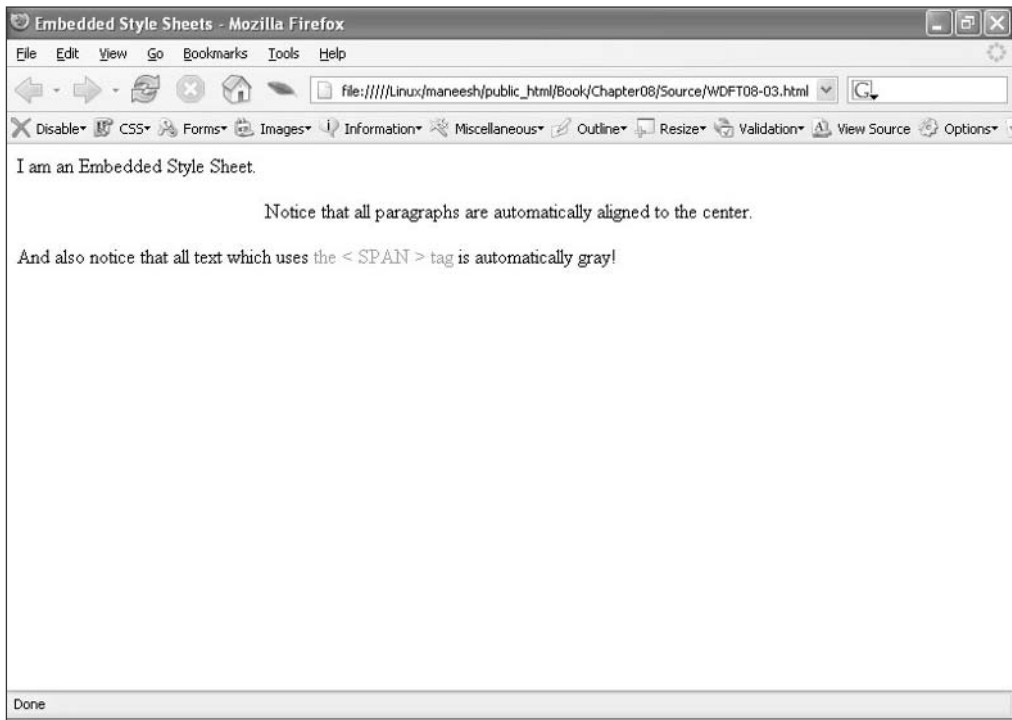 Embedded Style Sheets - Mozilla Firefox
File Edit View Go Bookmarks Tools Help
file://///Linux/maneesh/public_html/Book/Chapter08/Source/WDFT08-03.html G
Disable CSS Forms Images Information Miscellaneous Outline Resize Validation View Source Options
I am an Embedded Style Sheet.
Notice that all paragraphs are automatically aligned to the center.
And also notice that all text which uses the < SPAN > tag is automatically gray!
Done